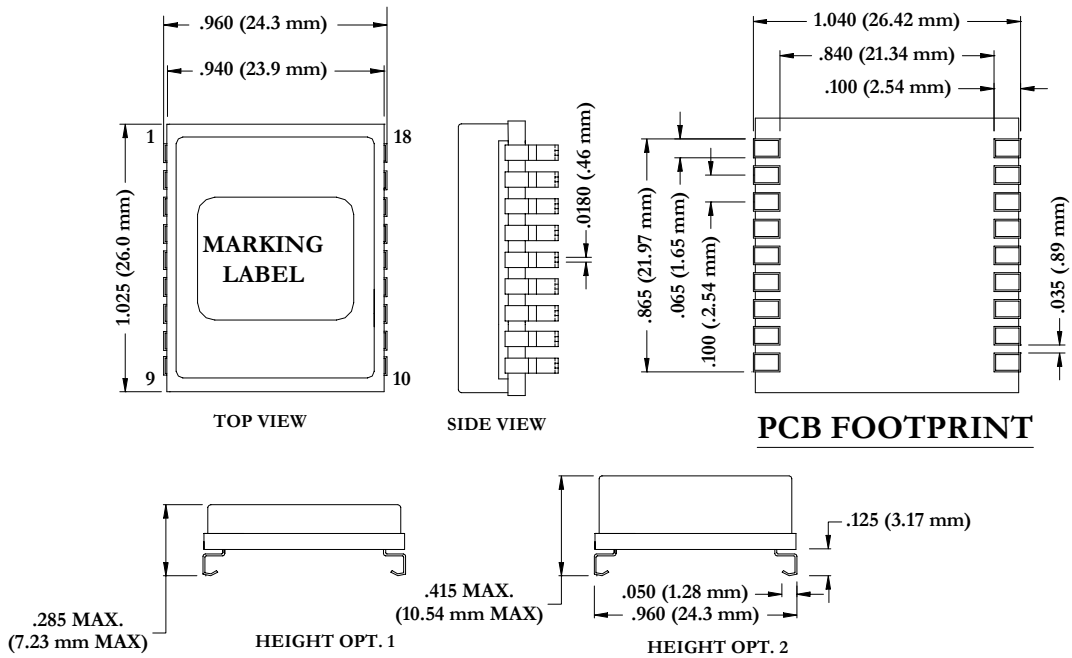 .960 (24.3 mm)
.940 (23.9 mm)
1
18
1.025 (26.0 mm)
MARKING
LABEL
9
10
TOP VIEW
.0180 (.46 mm)
SIDE VIEW
1.040 (26.42 mm)
.840 (21.34 mm)
.100 (2.54 mm)
.865 (21.97 mm)
.065 (1.65 mm)
.100 (.2.54 mm)
.035 (.89 mm)
PCB FOOTPRINT
.285 MAX.
(7.23 mm MAX)
HEIGHT OPT. 1
.415 MAX.
(10.54 mm MAX)
.125 (3.17 mm)
.050 (1.28 mm)
.960 (24.3 mm)
HEIGHT OPT. 2